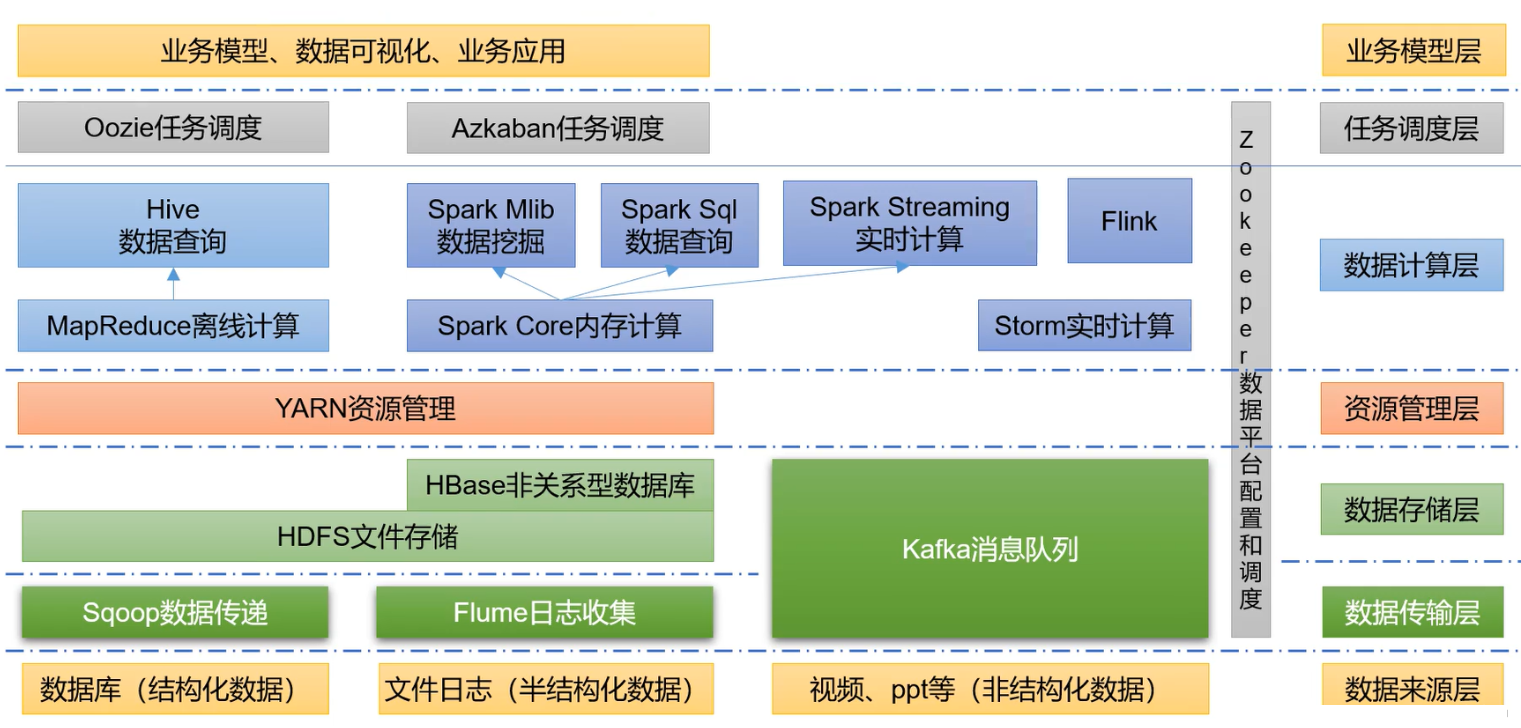 业务模型、数据可视化、业务应用
业务模型层
Oozie任务调度
Azkaban任务调度
任务调度层
Hive
数据查询
Spark Mlib
数据挖掘
Spark Sql
数据查询
Spark Streaming
实时计算
Flink
数据计算层
MapReduce离线计算
Spark Core内存计算
Storm实时计算
Zookeeper数据平台配置和调度
YARN资源管理
资源管理层
HBase非关系型数据库
HDFS文件存储
Kafka消息队列
数据存储层
Sqoop数据传递
Flume日志收集
数据传输层
数据库（结构化数据）
文件日志（半结构化数据）
视频、ppt等（非结构化数据）
数据来源层